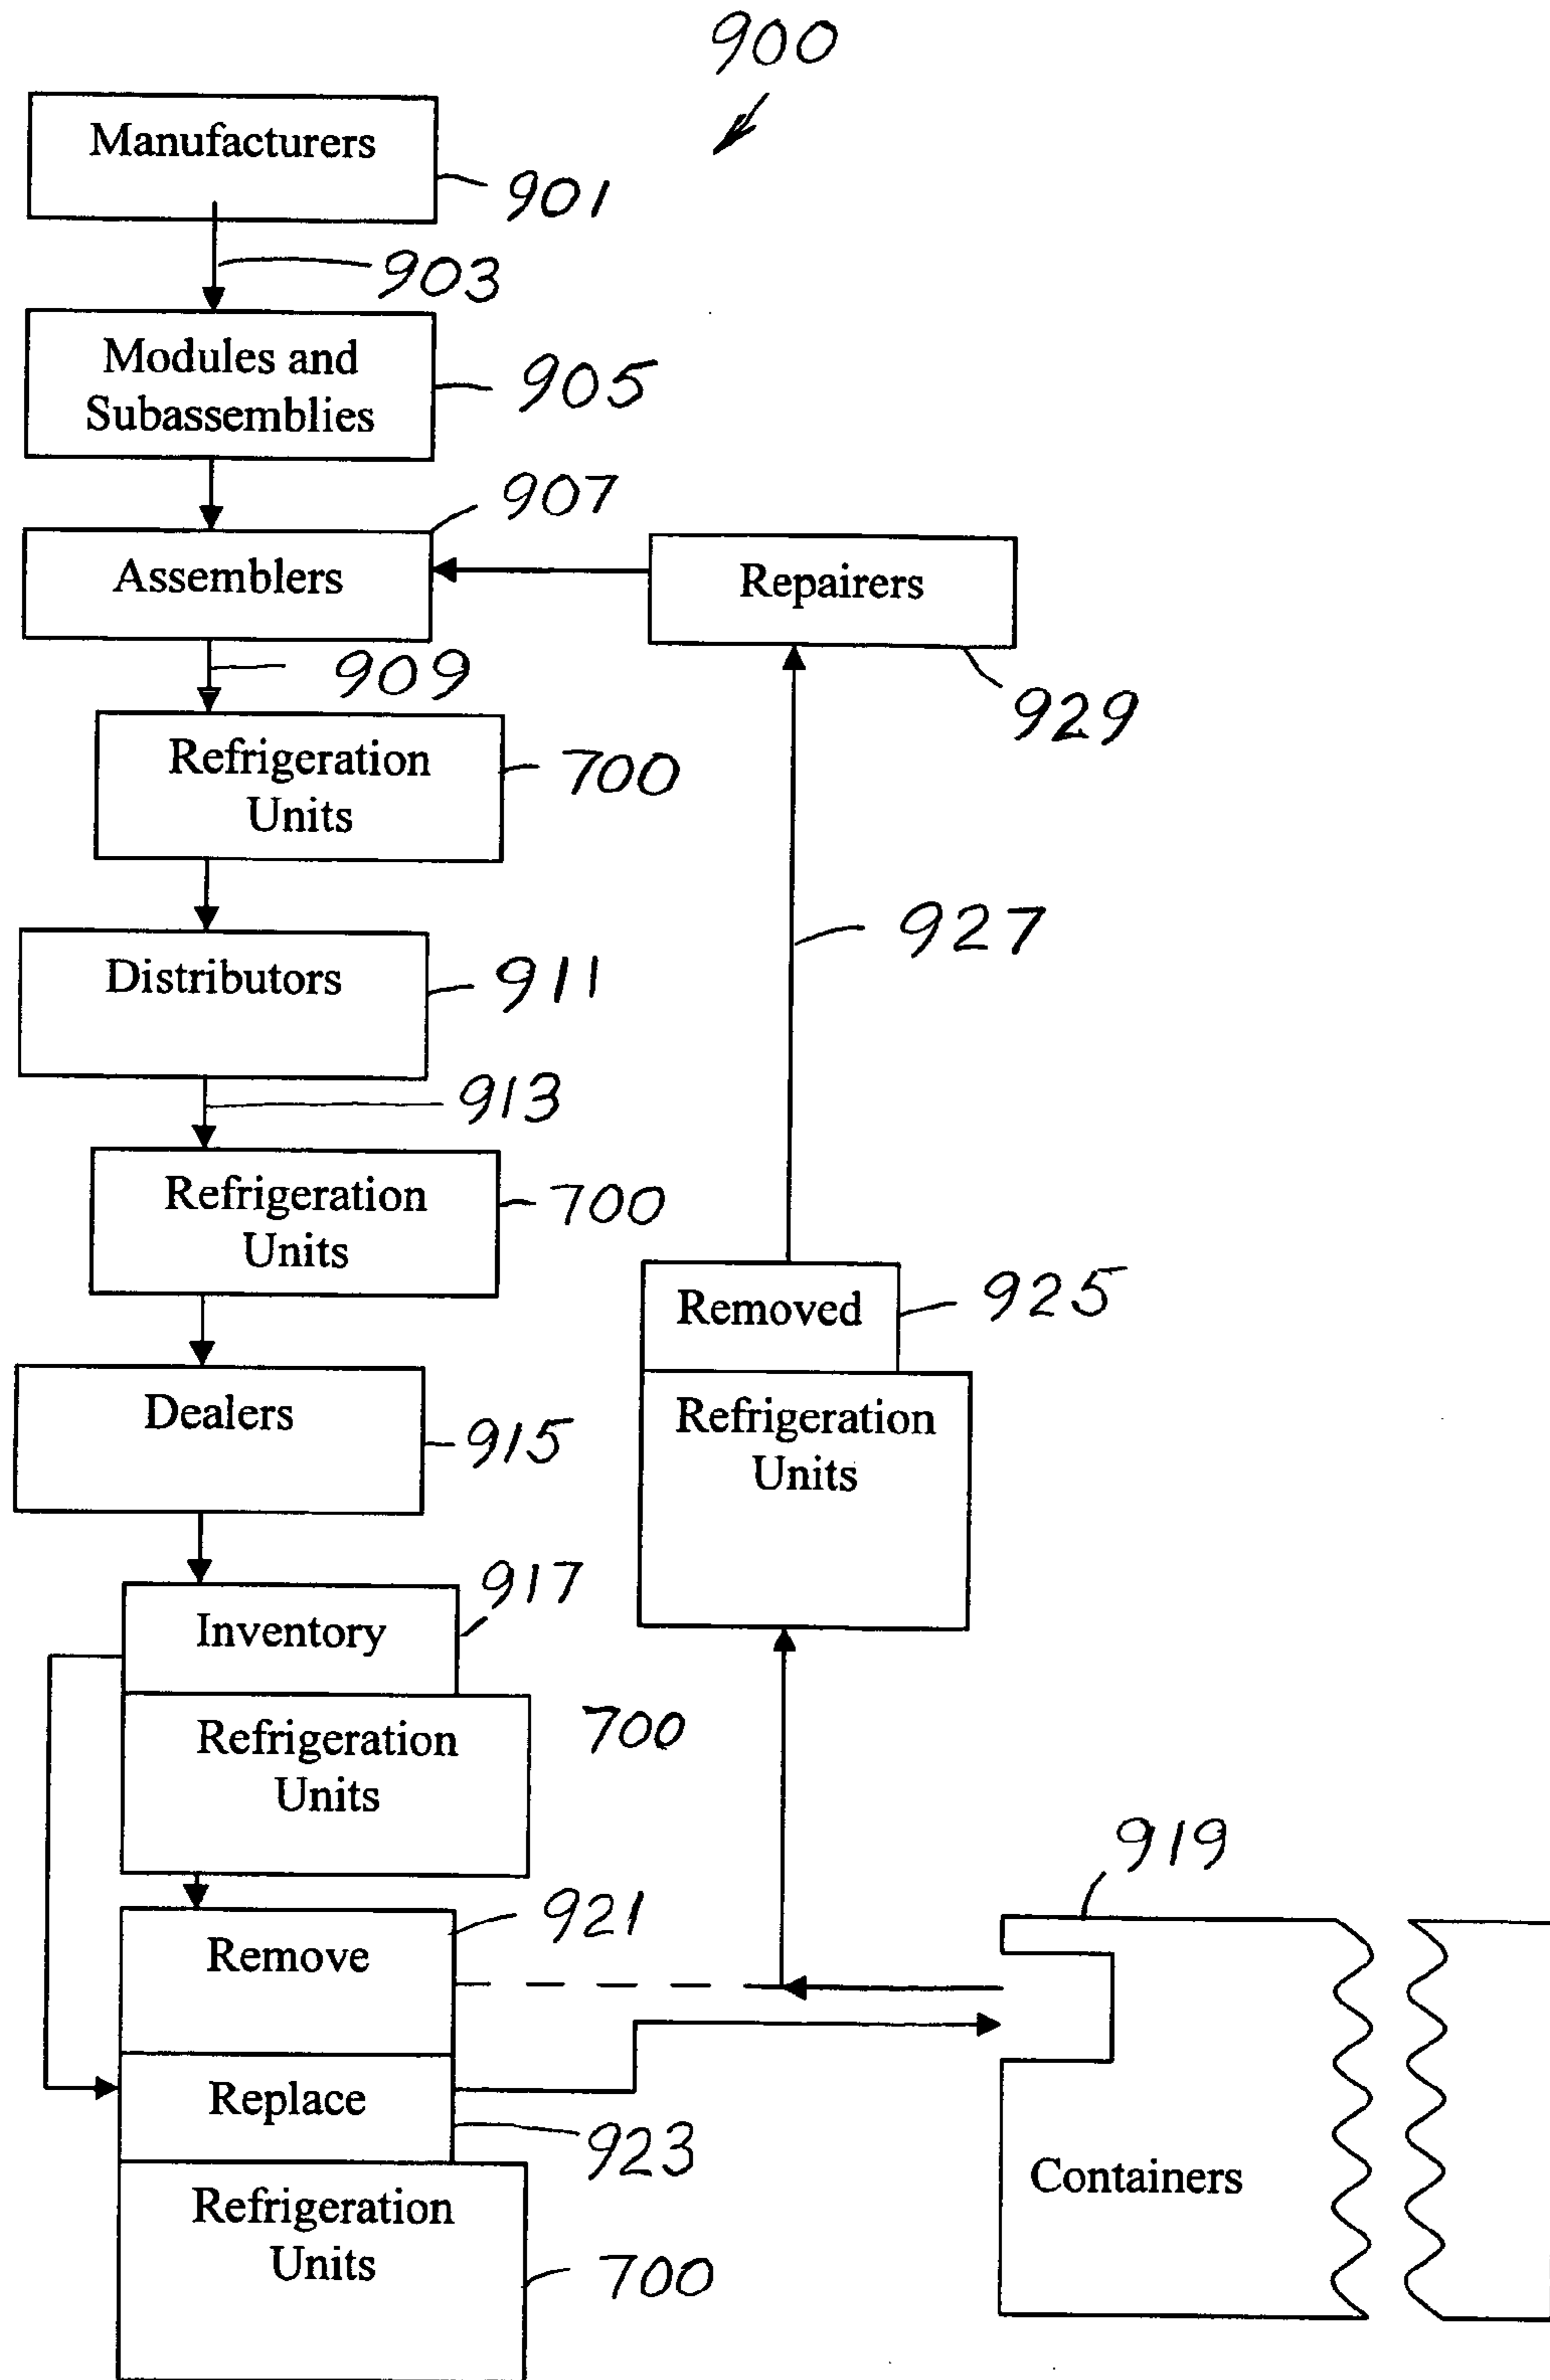 900
Manufacturers
901
903
Modules and
Subassemblies
905
907
Assemblers
Repairers
909
929
Refrigeration
Units
700
927
Distributors
911
913
Refrigeration
Units
700
Removed
925
Dealers
915
Refrigeration
Units
917
Inventory
Refrigeration
Units
700
919
921
Remove
Replace
923
Containers
Refrigeration
Units
700